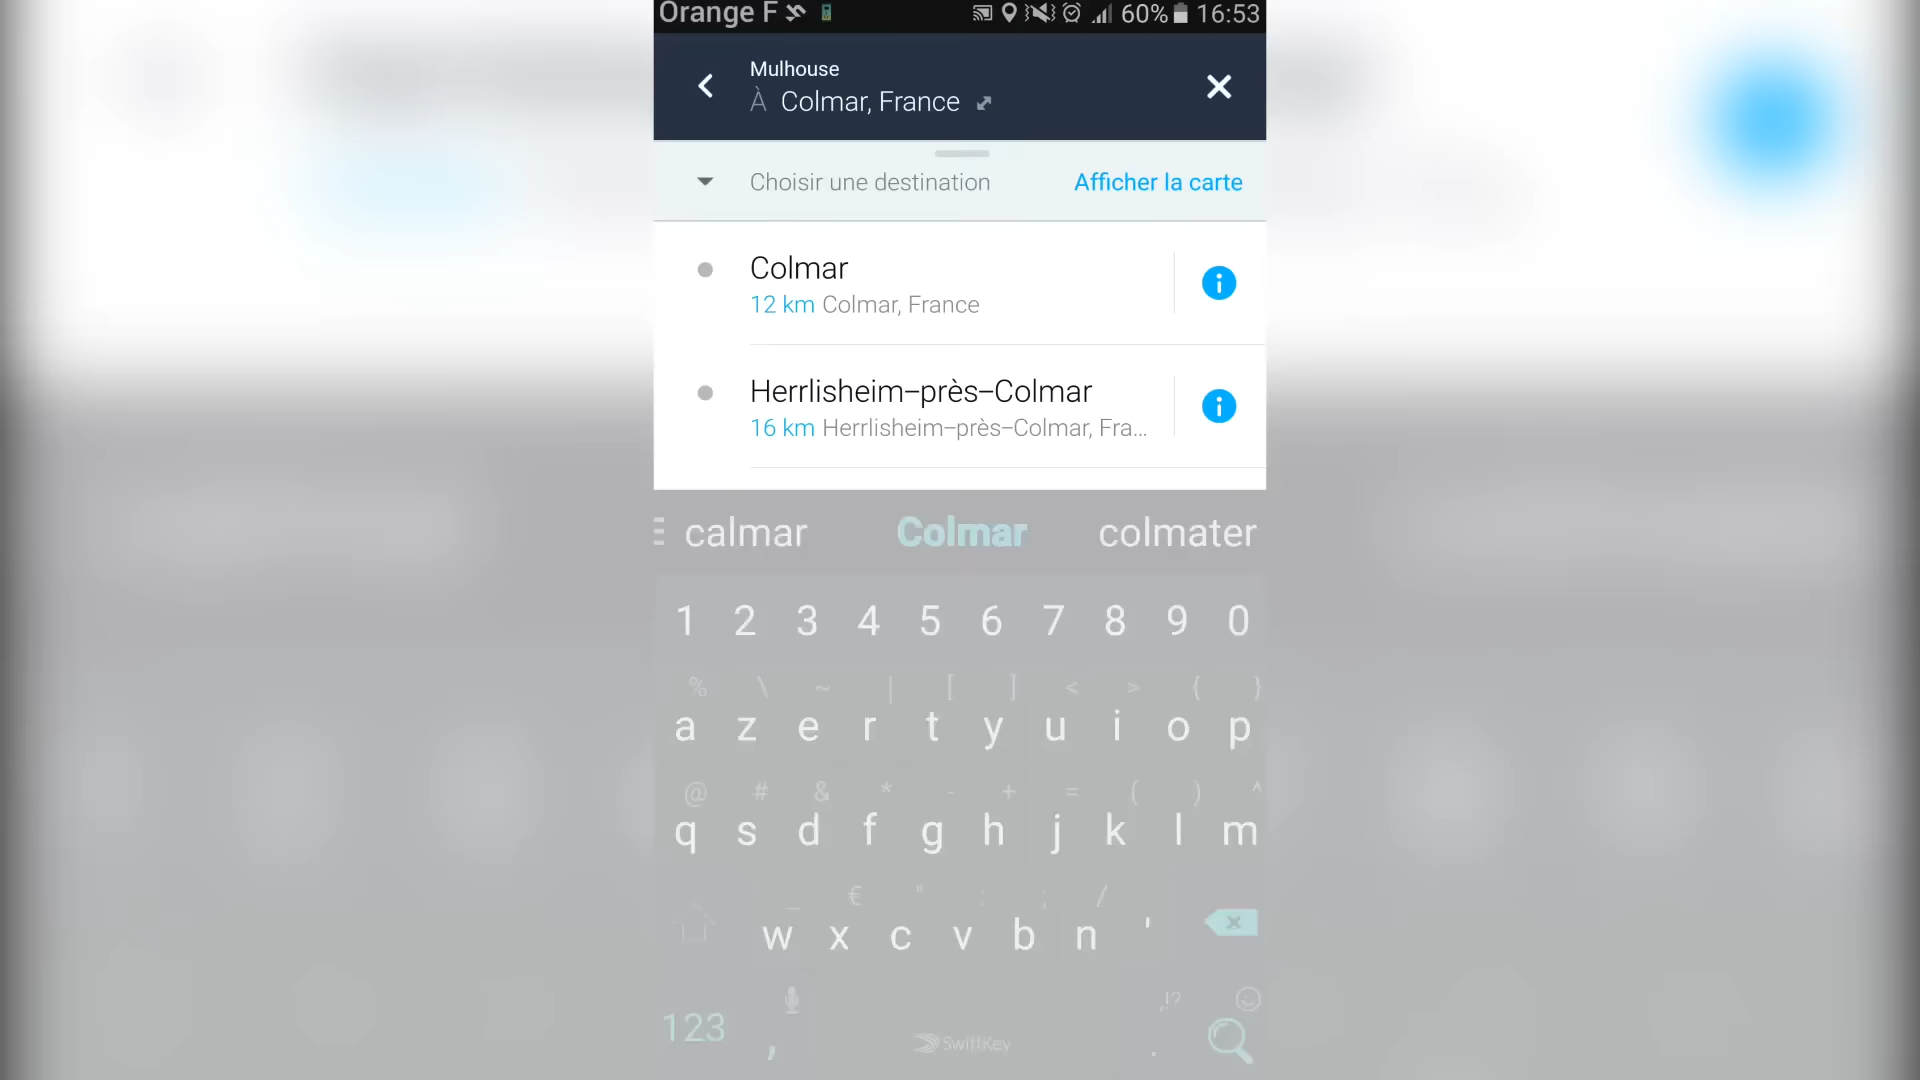 Orange F 60% 16:53
Mulhouse
À Colmar, France
Choisir une destination Afficher la carte
Colmar
12 km Colmar, France
Herrlisheim-près-Colmar
16 km Herrlisheim-près-Colmar, Fra...
calmar Colmar colmater
1 2 3 4 5 6 7 8 9 0
% \ ~ | [ ] < > { }
a z e r t y u i o p
@ # & * - + = ( ) ^
q s d f g h j k l m
_ € " : ; /
w x c v b n '
,!?
123 , SwiftKey .